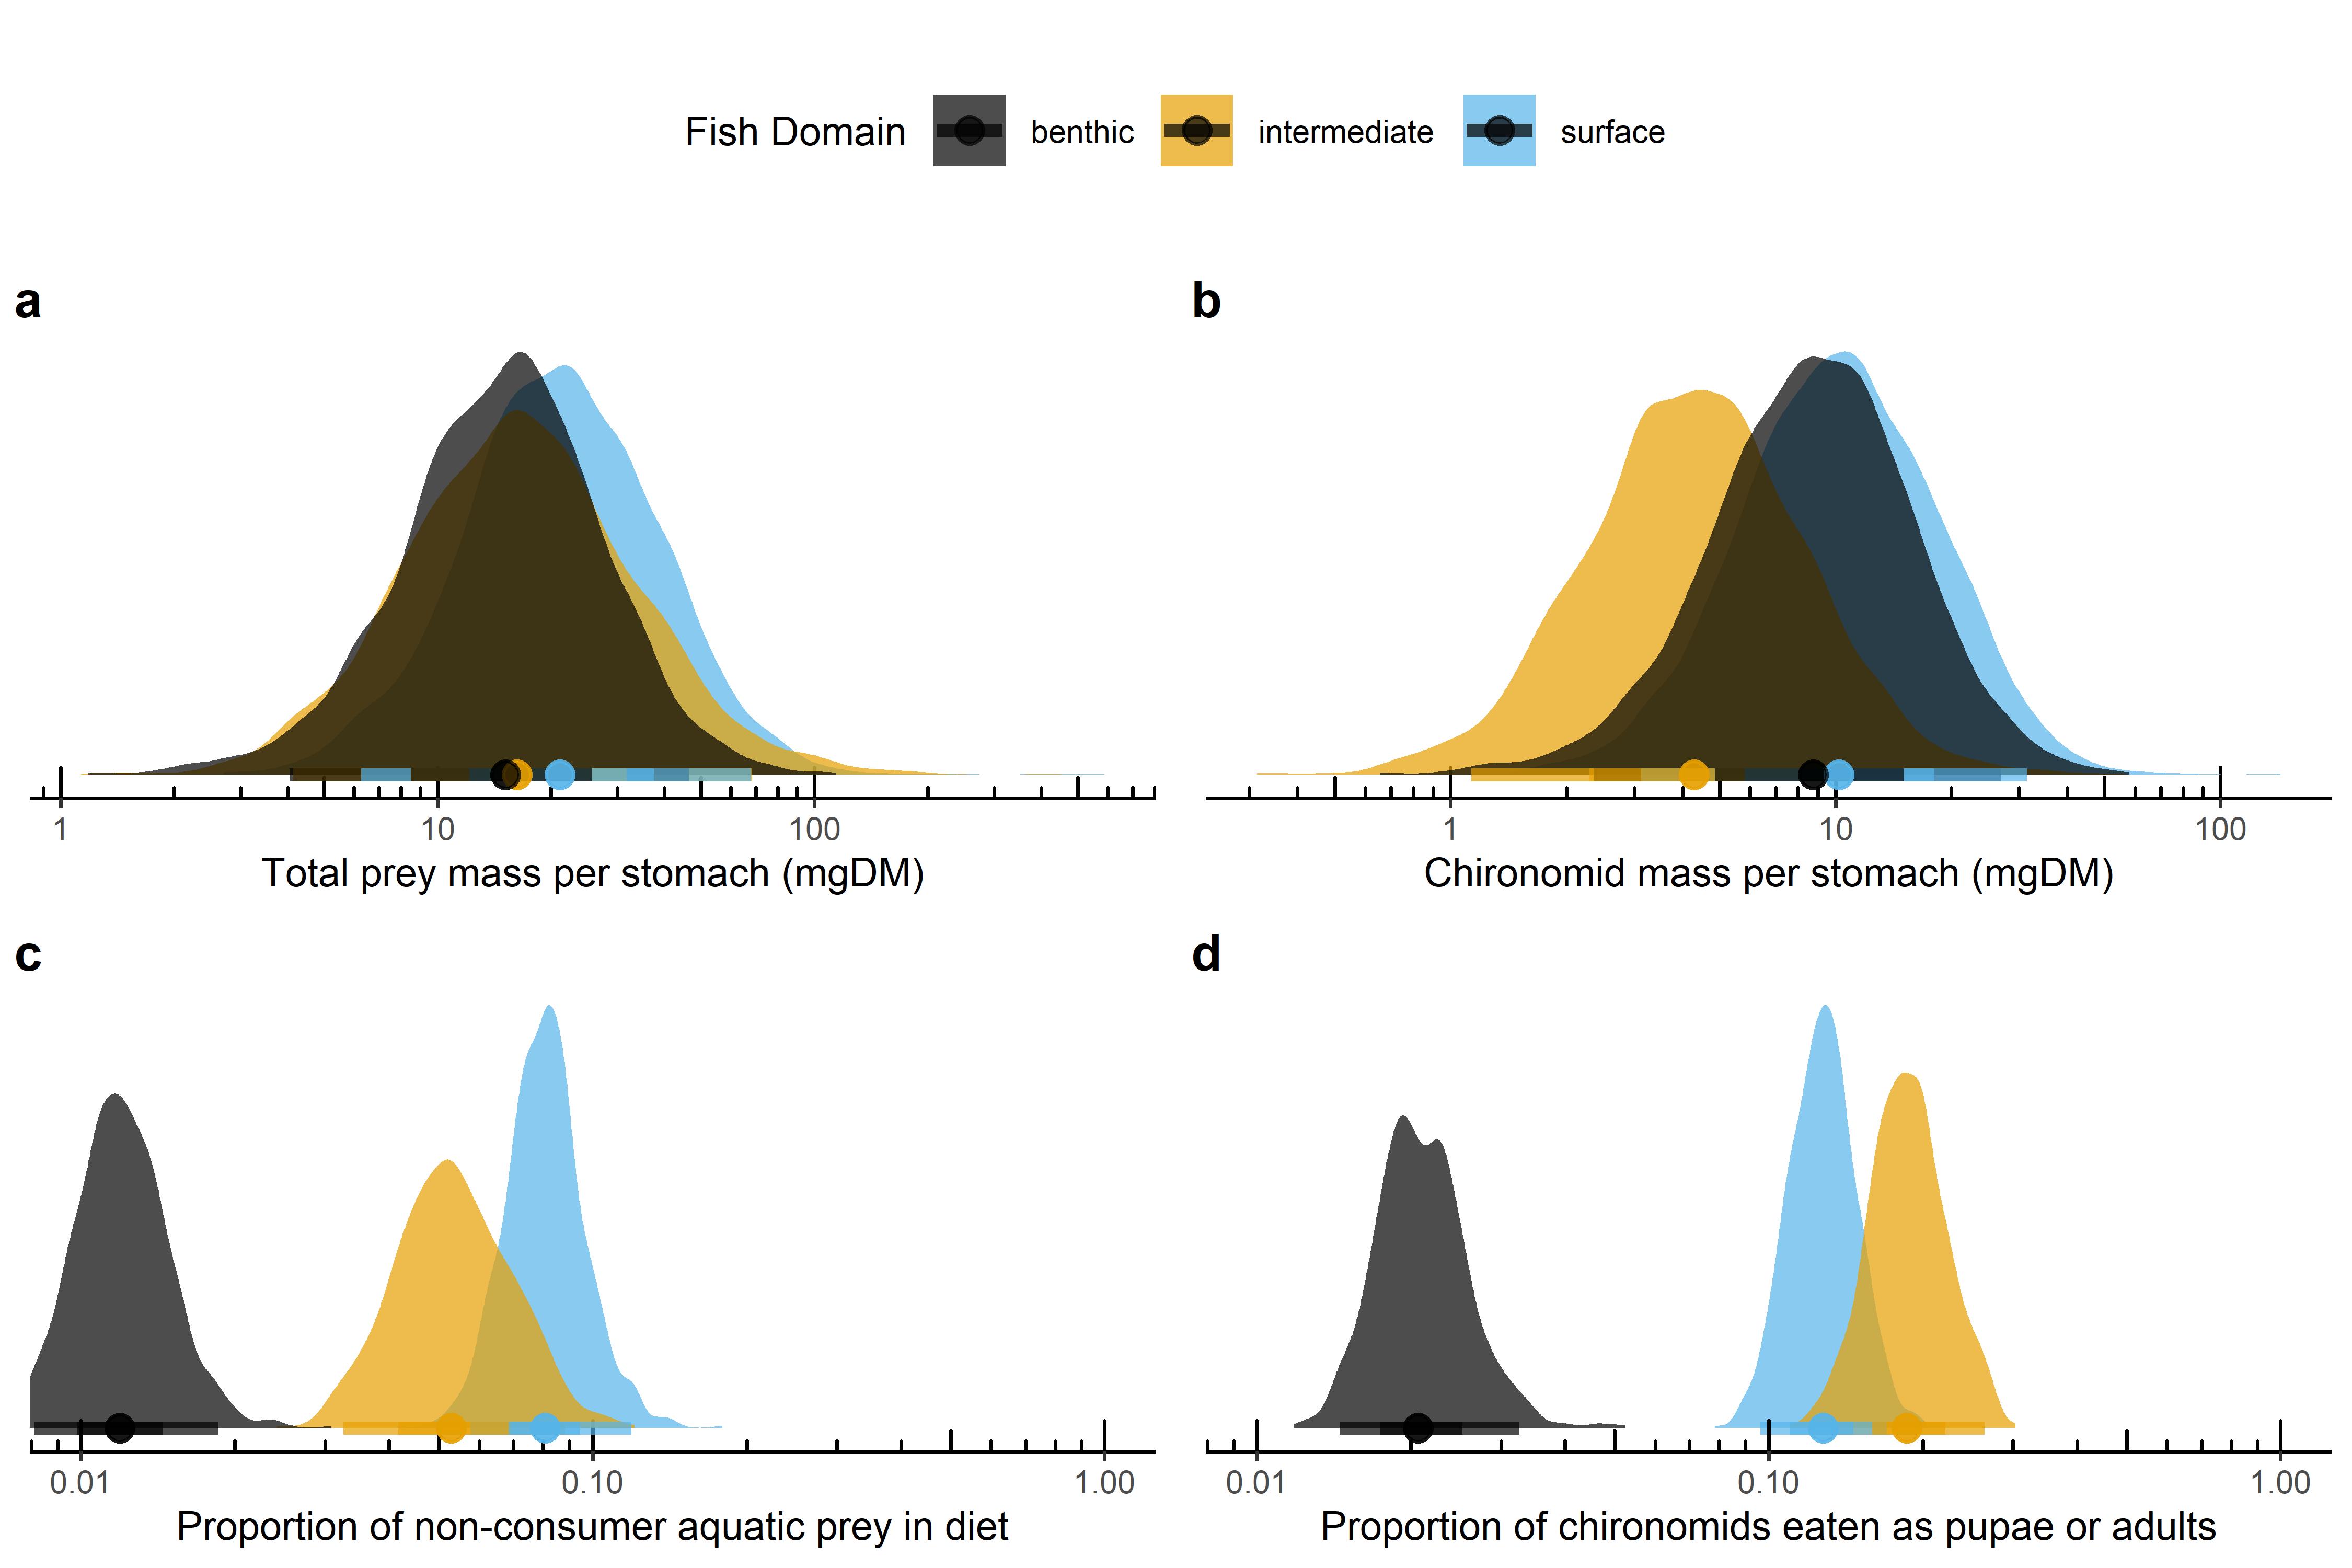 Fish Domain benthic intermediate surface
a
b
1 10 100
Total prey mass per stomach (mgDM)
1 10 100
Chironomid mass per stomach (mgDM)
c
d
0.01 0.10 1.00
Proportion of non-consumer aquatic prey in diet
0.01 0.10 1.00
Proportion of chironomids eaten as pupae or adults